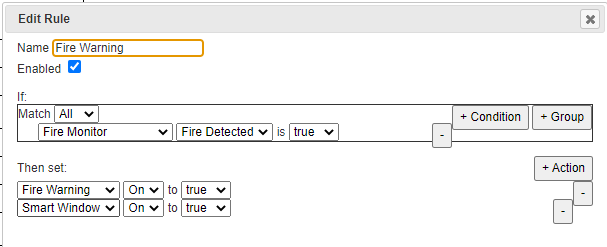 Edit Rule
Name Fire Warning
Enabled
If:
Match All + Condition + Group
Fire Monitor Fire Detected is true -
Then set: + Action
Fire Warning On to true -
Smart Window On to true -